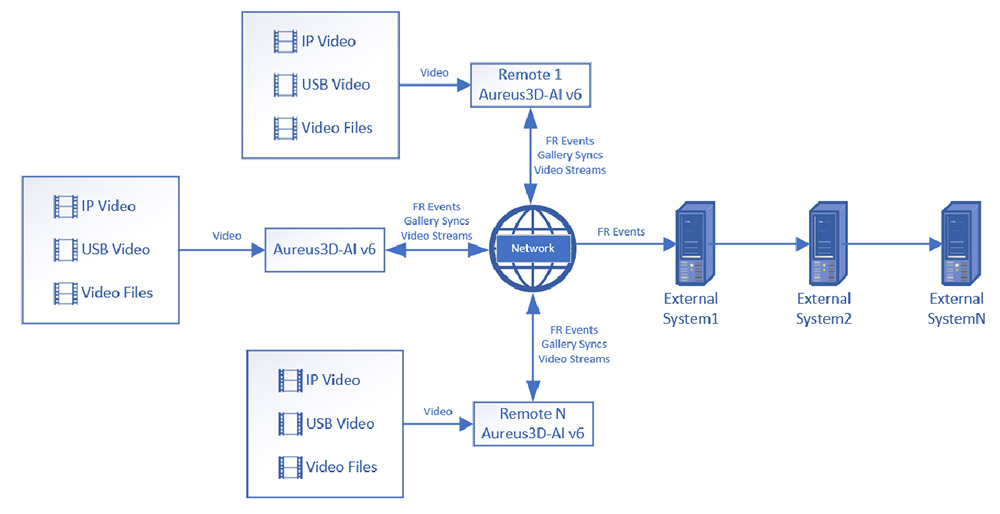 IP Video
USB Video
Video Files
Video
Remote 1
Aureus3D-AI v6
FR Events
Gallery Syncs
Video Streams
IP Video
USB Video
Video Files
Video
Aureus3D-AI v6
FR Events
Gallery Syncs
Video Streams
Network
FR Events
External
System1
External
System2
External
SystemN
FR Events
Gallery Syncs
Video Streams
IP Video
USB Video
Video Files
Video
Remote N
Aureus3D-AI v6